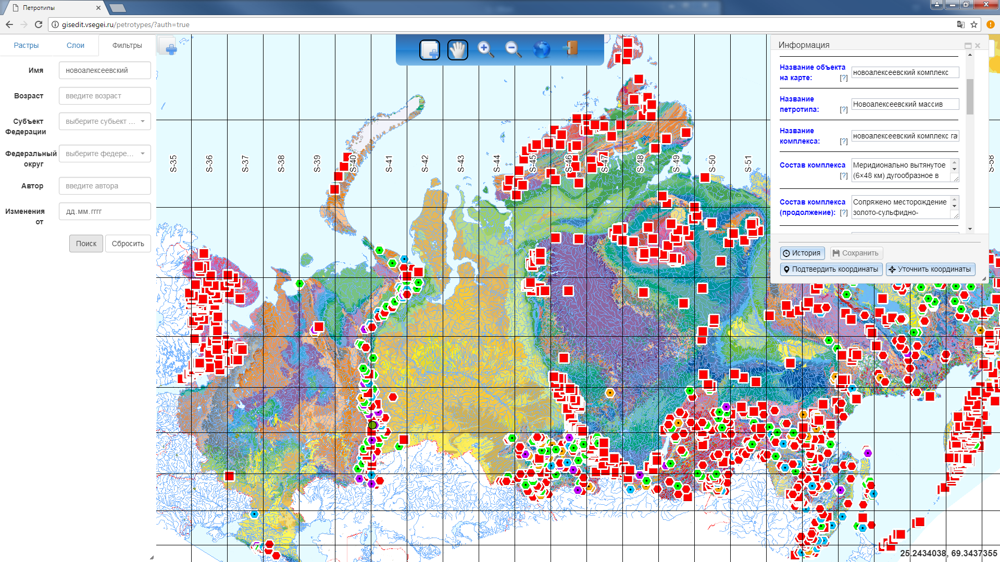 Петротипы
gisedit.vsegei.ru/petrotypes/?auth=true
Растры
Слои
Фильтры
Имя
новоалексеевский
Возраст
введите возраст
Субъект
Федерации
выберите субъект ...
Федеральный
округ
выберите федере...
Автор
введите автора
Изменения
от
дд.мм.гггг
Поиск
Сбросить
S-35
S-36
S-37
S-38
S-39
S-40
S-41
S-42
S-43
S-44
S-45
S-46
S-47
S-48
S-49
S-50
S-51
S-58
Информация
Название объекта
на карте: [?]
новоалексеевский комплекс
Название
петротипа: [?]
Новоалексеевский массив
Название
комплекса: [?]
новоалексеевский комплекс га
Состав комплекса
[?]
Меридионально вытянутое
(6×48 км) дугообразное в
Состав комплекса
(продолжение): [?]
Сопряжено месторождение
золото-сульфидно-
История
Сохранить
Подтвердить координаты
Уточнить координаты
25.2434038, 69.3437355